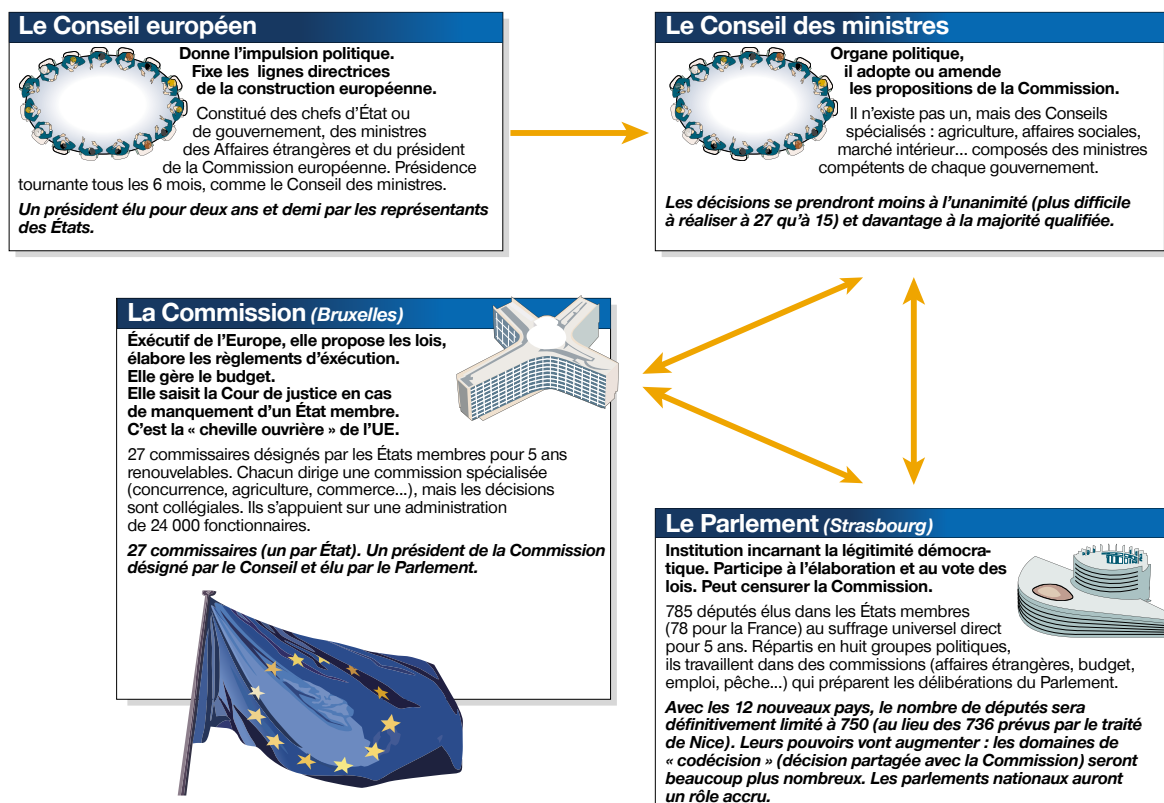 Le Conseil européen
Donne l'impulsion politique.
Fixe les lignes directrices
de la construction européenne.
Constitué des chefs d'État ou
de gouvernement, des ministres
des Affaires étrangères et du président
de la Commission européenne. Présidence
tournante tous les 6 mois, comme le Conseil des ministres.
Un président élu pour deux ans et demi par les représentants
des États.
Le Conseil des ministres
Organe politique,
il adopte ou amende
les propositions de la Commission.
Il n'existe pas un, mais des Conseils
spécialisés : agriculture, affaires sociales,
marché intérieur... composés des ministres
compétents de chaque gouvernement.
Les décisions se prendront moins à l'unanimité (plus difficile
à réaliser à 27 qu'à 15) et davantage à la majorité qualifiée.
La Commission (Bruxelles)
Éxécutif de l'Europe, elle propose les lois,
élabore les règlements d'éxécution.
Elle gère le budget.
Elle saisit la Cour de justice en cas
de manquement d'un État membre.
C'est la « cheville ouvrière » de l'UE.
27 commissaires désignés par les États membres pour 5 ans
renouvelables. Chacun dirige une commission spécialisée
(concurrence, agriculture, commerce...), mais les décisions
sont collégiales. Ils s'appuient sur une administration
de 24 000 fonctionnaires.
27 commissaires (un par État). Un président de la Commission
désigné par le Conseil et élu par le Parlement.
Le Parlement (Strasbourg)
Institution incarnant la légitimité démocra-
tique. Participe à l'élaboration et au vote des
lois. Peut censurer la Commission.
785 députés élus dans les États membres
(78 pour la France) au suffrage universel direct
pour 5 ans. Répartis en huit groupes politiques,
ils travaillent dans des commissions (affaires étrangères, budget,
emploi, pêche...) qui préparent les délibérations du Parlement.
Avec les 12 nouveaux pays, le nombre de députés sera
définitivement limité à 750 (au lieu des 736 prévus par le traité
de Nice). Leurs pouvoirs vont augmenter : les domaines de
« codécision » (décision partagée avec la Commission) seront
beaucoup plus nombreux. Les parlements nationaux auront
un rôle accru.